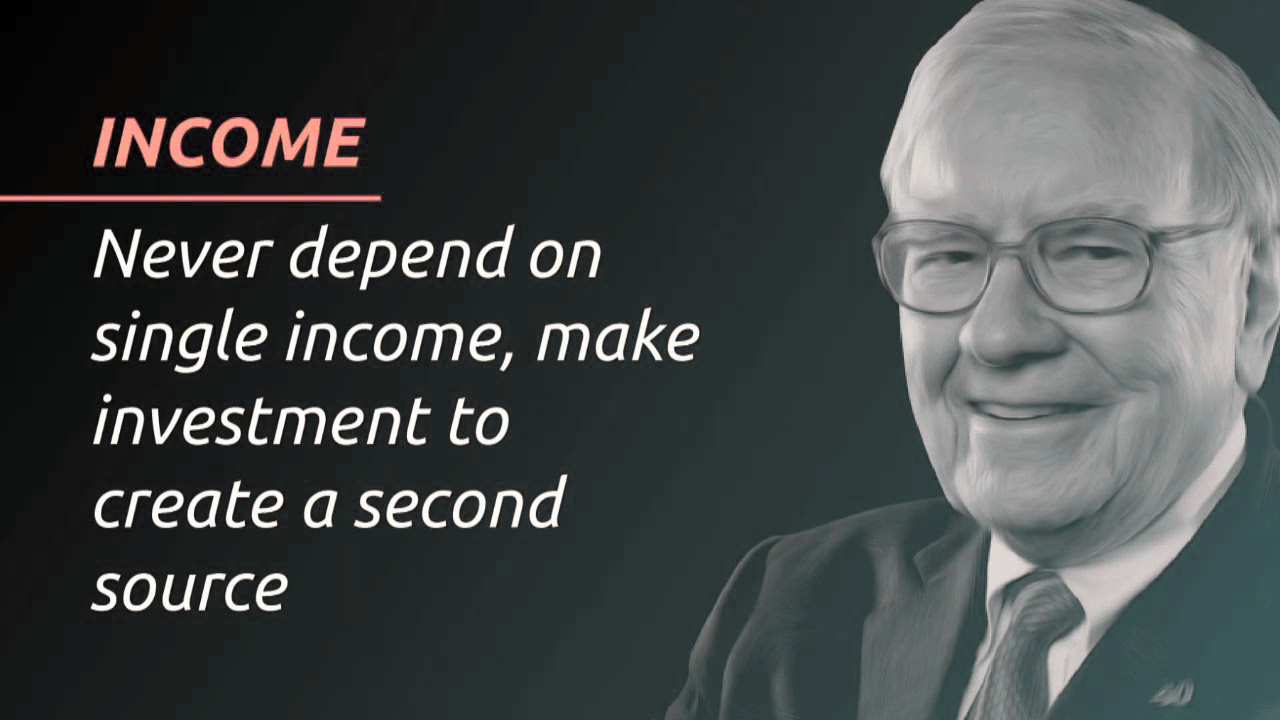 INCOME
Never depend on
single income, make
investment to
create a second
source